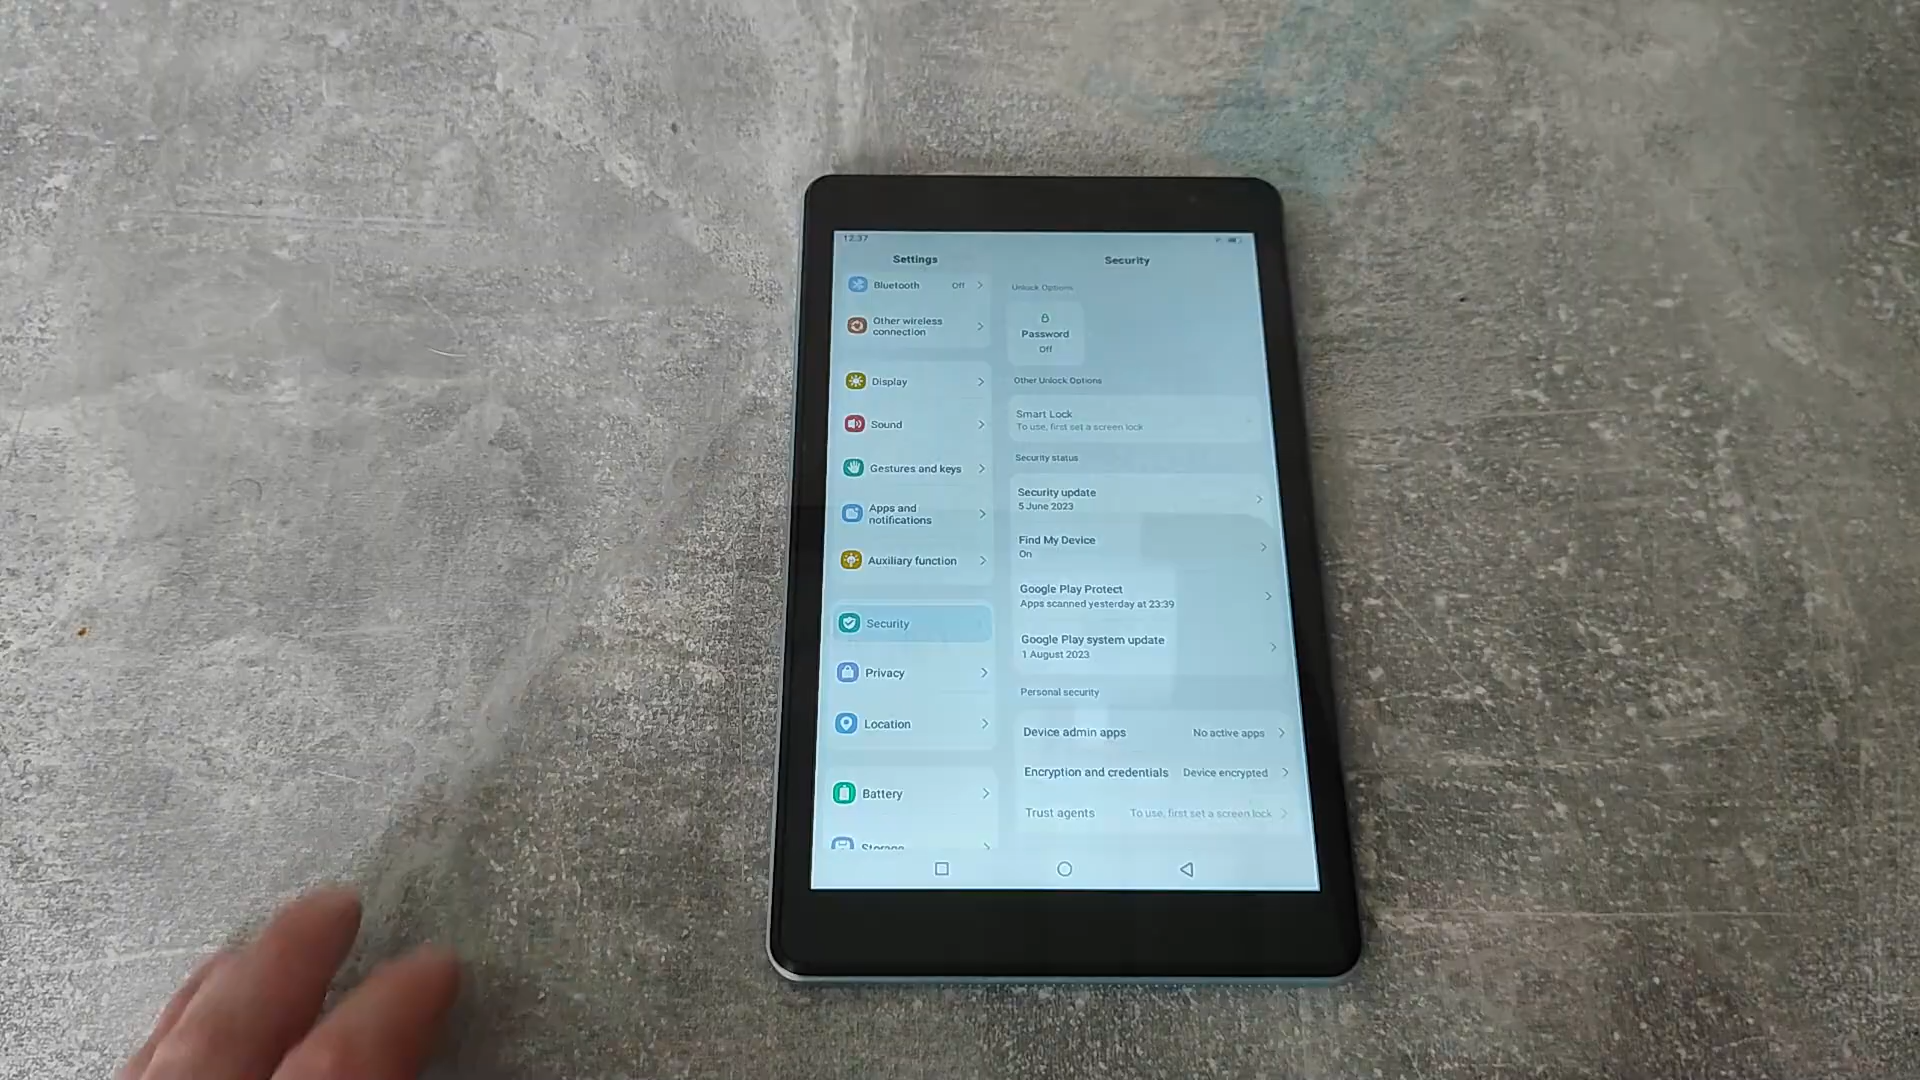 12.37
Settings
Bluetooth Off
Other wireless
connection
Display
Sound
Gestures and keys
Apps and
notifications
Auxiliary function
Security
Privacy
Location
Battery
Storage
Security
Unlock Options
Password
Off
Other Unlock Options
Smart Lock
To use, first set a screen lock
Security status
Security update
5 June 2023
Find My Device
On
Google Play Protect
Apps scanned yesterday at 23:39
Google Play system update
1 August 2023
Personal security
Device admin apps No active apps
Encryption and credentials Device encrypted
Trust agents To use, first set a screen lock